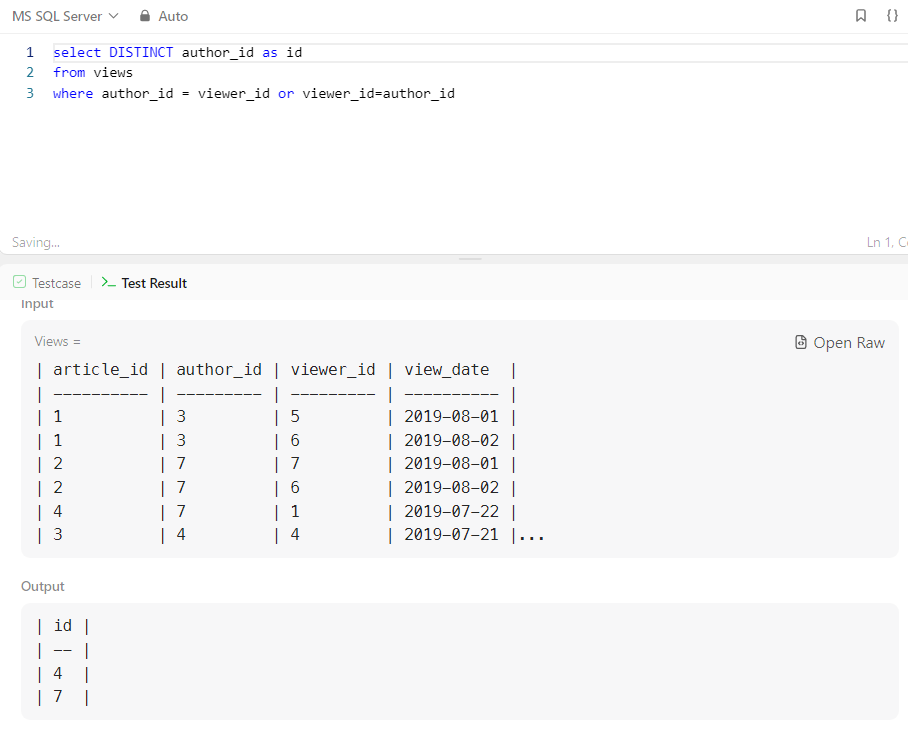 MS SQL Server Auto {}
1 select DISTINCT author_id as id
2 from views
3 where author_id = viewer_id or viewer_id=author_id
Saving... Ln 1, C
Testcase >_ Test Result
Input
Views = Open Raw
| article_id | author_id | viewer_id | view_date  |
| ---------- | --------- | --------- | ---------- |
| 1          | 3         | 5         | 2019-08-01 |
| 1          | 3         | 6         | 2019-08-02 |
| 2          | 7         | 7         | 2019-08-01 |
| 2          | 7         | 6         | 2019-08-02 |
| 4          | 7         | 1         | 2019-07-22 |
| 3          | 4         | 4         | 2019-07-21 |...
Output
| id |
| -- |
| 4  |
| 7  |